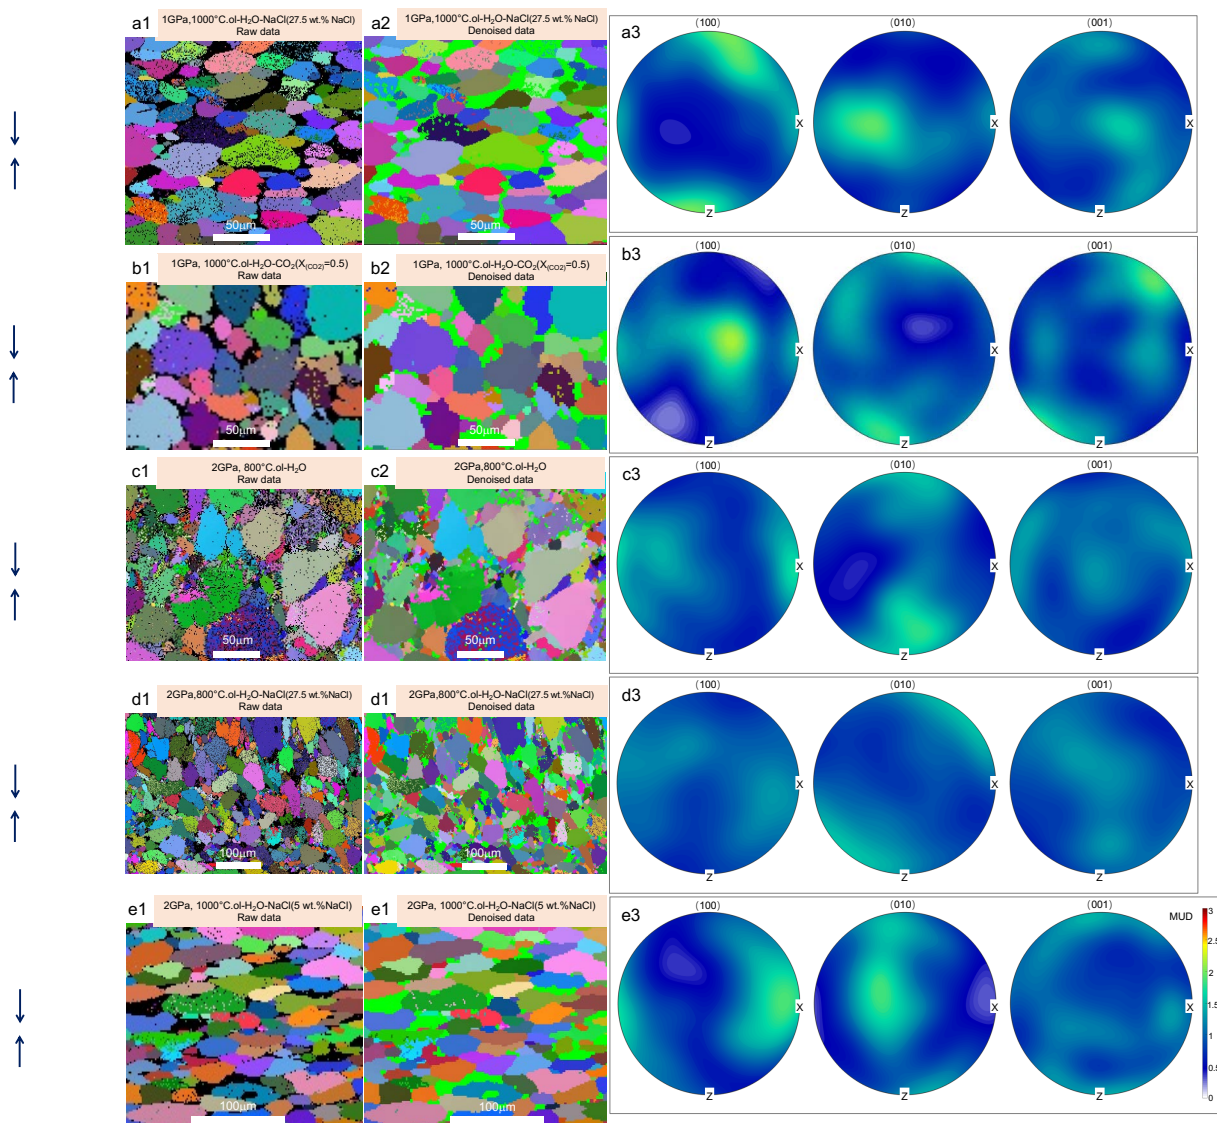 a1
1GPa,1000°C.ol-H₂O-NaCl(27.5 wt.% NaCl)
Raw data
50μm
a2
1GPa,1000°C.ol-H₂O-NaCl(27.5 wt.% NaCl)
Denoised data
50μm
a3
(100)
(010)
(001)
X
X
X
Z
Z
Z
b1
1GPa, 1000°C.ol-H₂O-CO₂(X(CO2)=0.5)
Raw data
50μm
b2
1GPa, 1000°C.ol-H₂O-CO₂(X(CO2)=0.5)
Denoised data
50μm
b3
(100)
(010)
(001)
X
X
X
Z
Z
Z
c1
2GPa, 800°C.ol-H₂O
Raw data
50μm
c2
2GPa,800°C.ol-H₂O
Denoised data
50μm
c3
(100)
(010)
(001)
X
X
X
Z
Z
Z
d1
2GPa,800°C.ol-H₂O-NaCl(27.5 wt.%NaCl)
Raw data
100μm
d1
2GPa,800°C.ol-H₂O-NaCl(27.5 wt.%NaCl)
Denoised data
100μm
d3
(100)
(010)
(001)
X
X
X
Z
Z
Z
e1
2GPa, 1000°C.ol-H₂O-NaCl(5 wt.%NaCl)
Raw data
100μm
e1
2GPa, 1000°C.ol-H₂O-NaCl(5 wt.%NaCl)
Denoised data
100μm
e3
(100)
(010)
(001)
X
X
X
Z
Z
Z
MUD
3
2.5
2
1.5
1
0.5
0